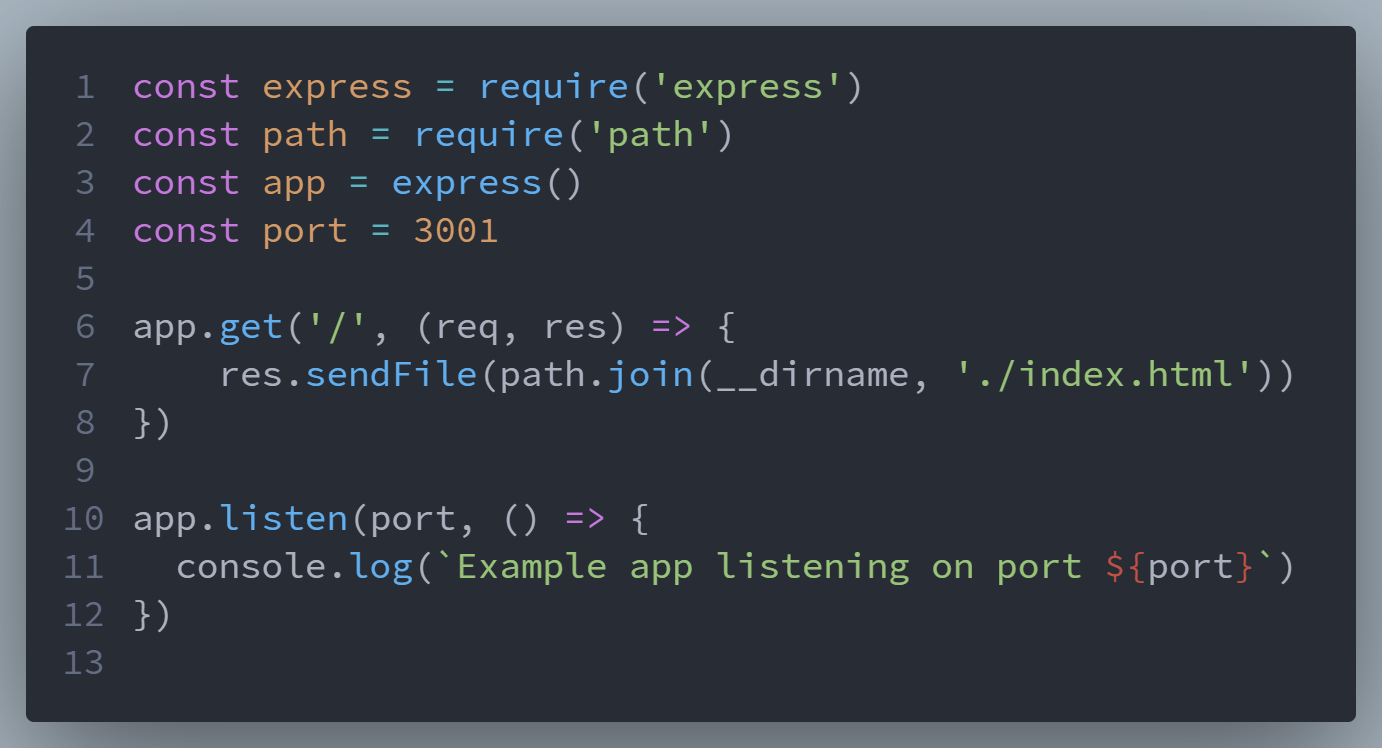 1 const express = require('express')
2 const path = require('path')
3 const app = express()
4 const port = 3001
5
6 app.get('/', (req, res) => {
7     res.sendFile(path.join(__dirname, './index.html'))
8 })
9
10 app.listen(port, () => {
11   console.log(`Example app listening on port ${port}`)
12 })
13